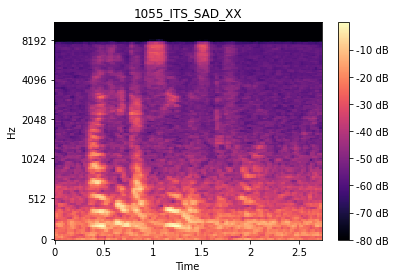 1055_ITS_SAD_XX
Hz
8192
4096
2048
1024
512
0
0
0.5
1
1.5
2
2.5
Time
-10 dB
-20 dB
-30 dB
-40 dB
-50 dB
-60 dB
-70 dB
-80 dB